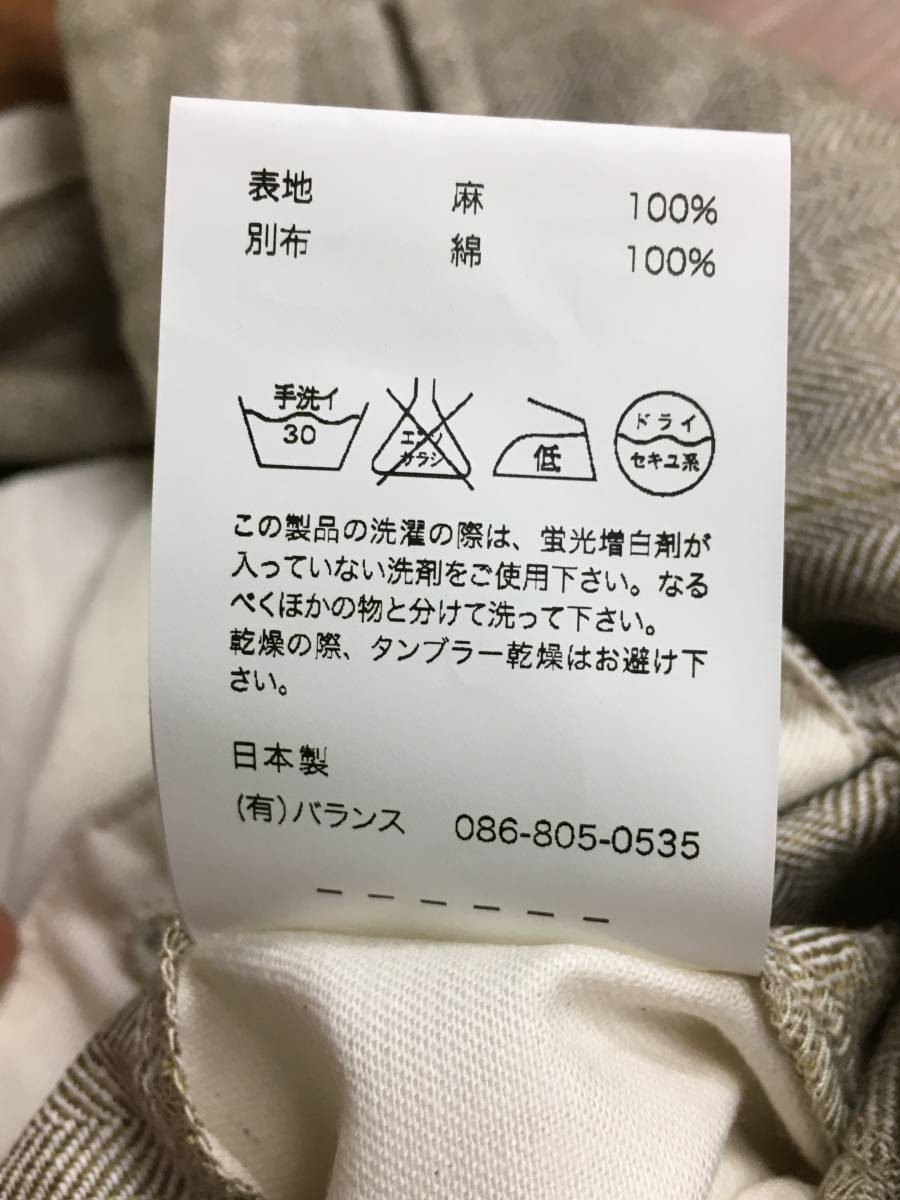 表地 麻 100%
別布 綿 100%
手洗イ
30
エンソ
サラシ
低
ドライ
セキユ系
この製品の洗濯の際は、蛍光増白剤が
入っていない洗剤をご使用下さい。なる
べくほかの物と分けて洗って下さい。
乾燥の際、タンブラー乾燥はお避け下
さい。
日本製
(有)バランス 086-805-0535